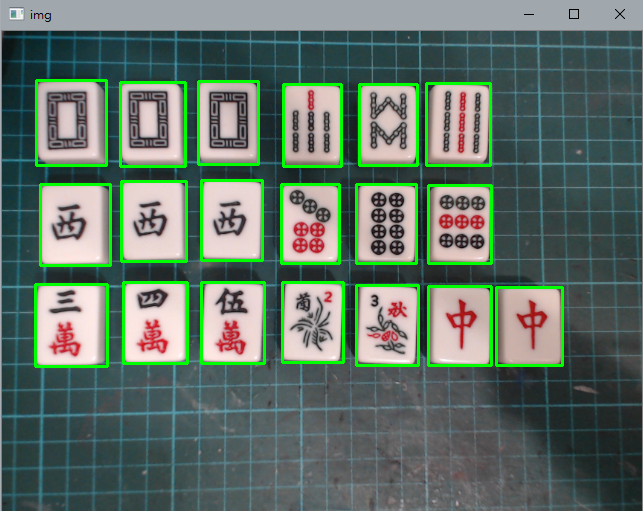 img
西 西 西
三 四 伍 蘭 2 3 秋 中 中
萬 萬 萬